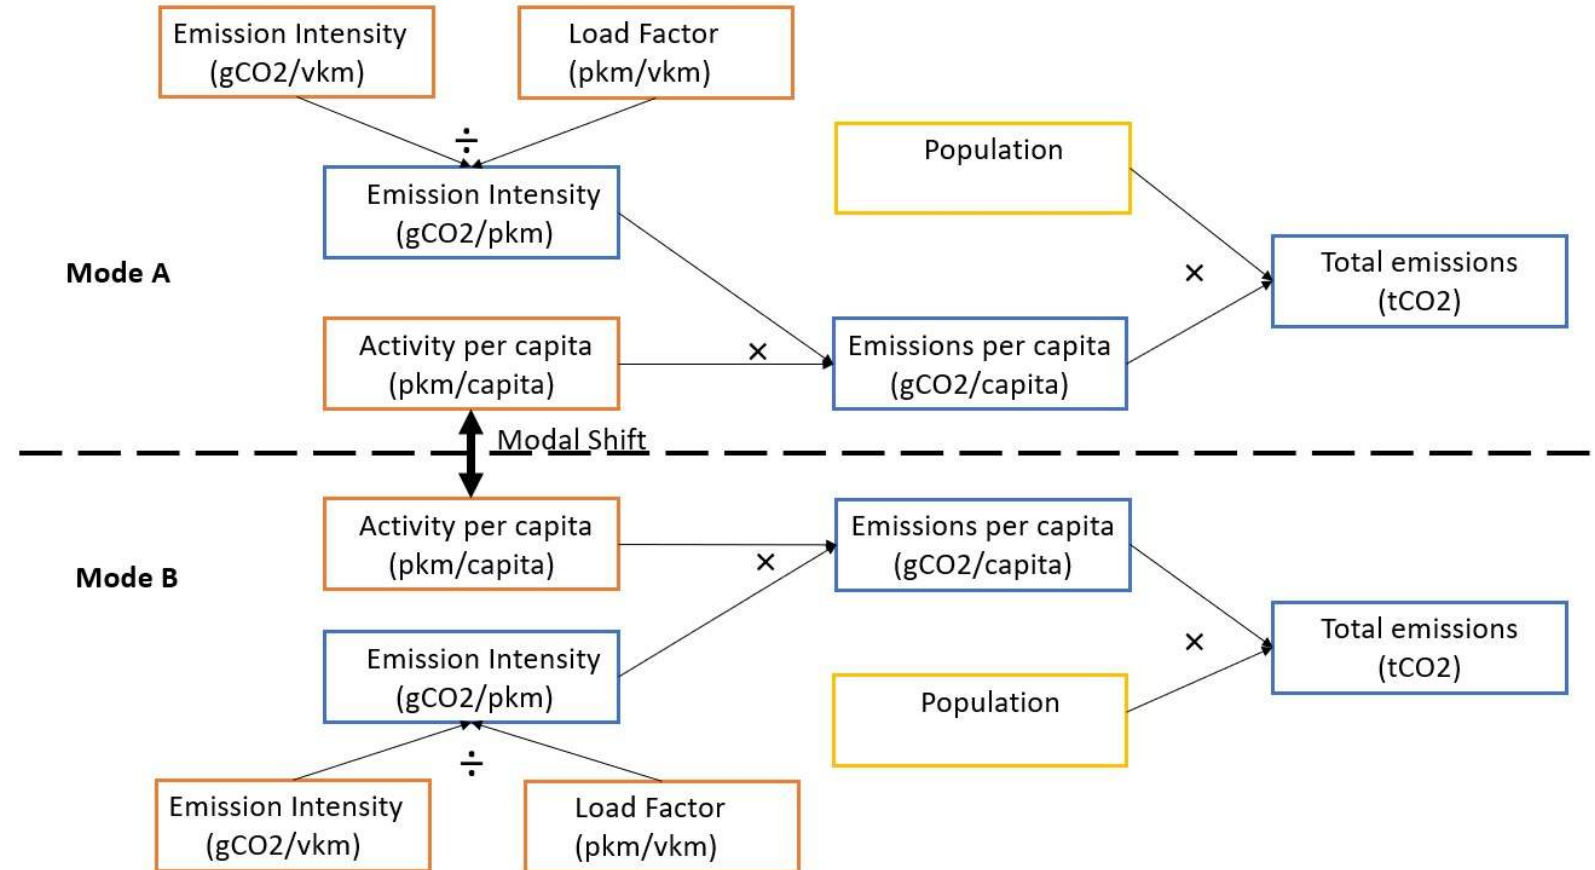 Emission Intensity
(gCO2/vkm)
Load Factor
(pkm/vkm)
÷
Population
Emission Intensity
(gCO2/pkm)
Mode A
×
Total emissions
(tCO2)
Activity per capita
(pkm/capita)
×
Emissions per capita
(gCO2/capita)
Modal Shift
Activity per capita
(pkm/capita)
×
Emissions per capita
(gCO2/capita)
Mode B
Emission Intensity
(gCO2/pkm)
×
Total emissions
(tCO2)
Population
÷
Emission Intensity
(gCO2/vkm)
Load Factor
(pkm/vkm)